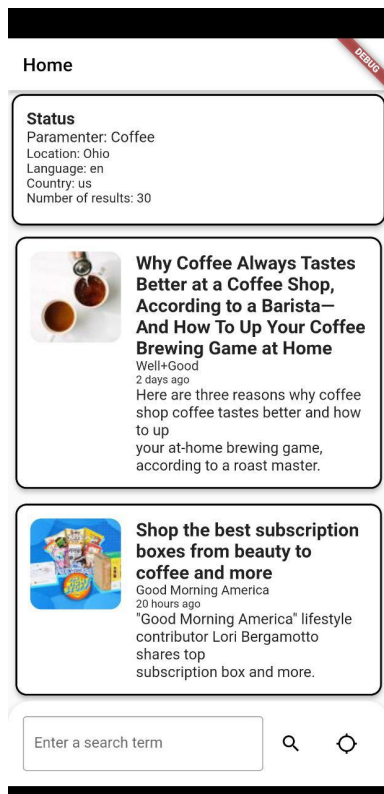 Home
DEBUG
Status
Paramenter: Coffee
Location: Ohio
Language: en
Country: us
Number of results: 30
Why Coffee Always Tastes
Better at a Coffee Shop,
According to a Barista—
And How To Up Your Coffee
Brewing Game at Home
Well+Good
2 days ago
Here are three reasons why coffee
shop coffee tastes better and how
to up
your at-home brewing game,
according to a roast master.
Shop the best subscription
boxes from beauty to
coffee and more
Good Morning America
20 hours ago
"Good Morning America" lifestyle
contributor Lori Bergamotto
shares top
subscription box and more.
Enter a search term